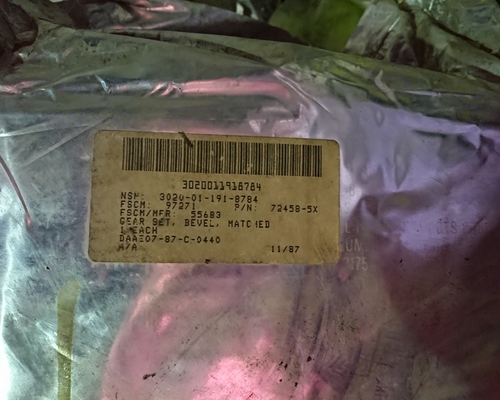 3020011918784
NSN: 3020-01-191-8784
FSCM: 97271 P/N: 72458-5X
FSCM/MFR: 55683
GEAR SET, BEVEL, MATCHED
1 EACH
DAAE07-87-C-0440
A/A 11/87